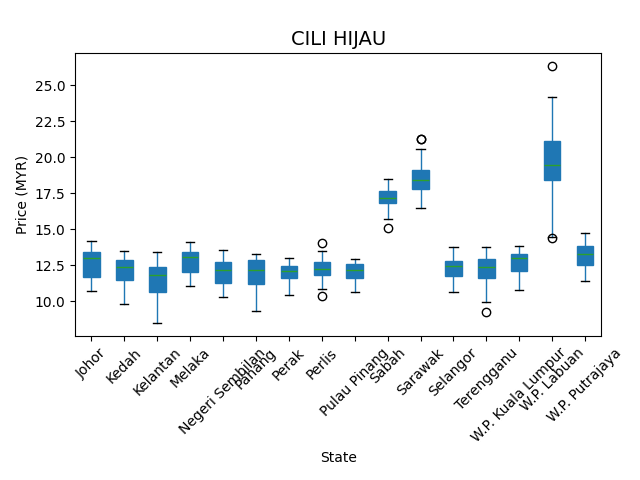 CILI HIJAU
Price (MYR)
25.0
22.5
20.0
17.5
15.0
12.5
10.0
Johor
Kedah
Kelantan
Melaka
Negeri Sembilan
Pahang
Perak
Perlis
Pulau Pinang
Sabah
Sarawak
Selangor
Terengganu
W.P. Kuala Lumpur
W.P. Labuan
W.P. Putrajaya
State